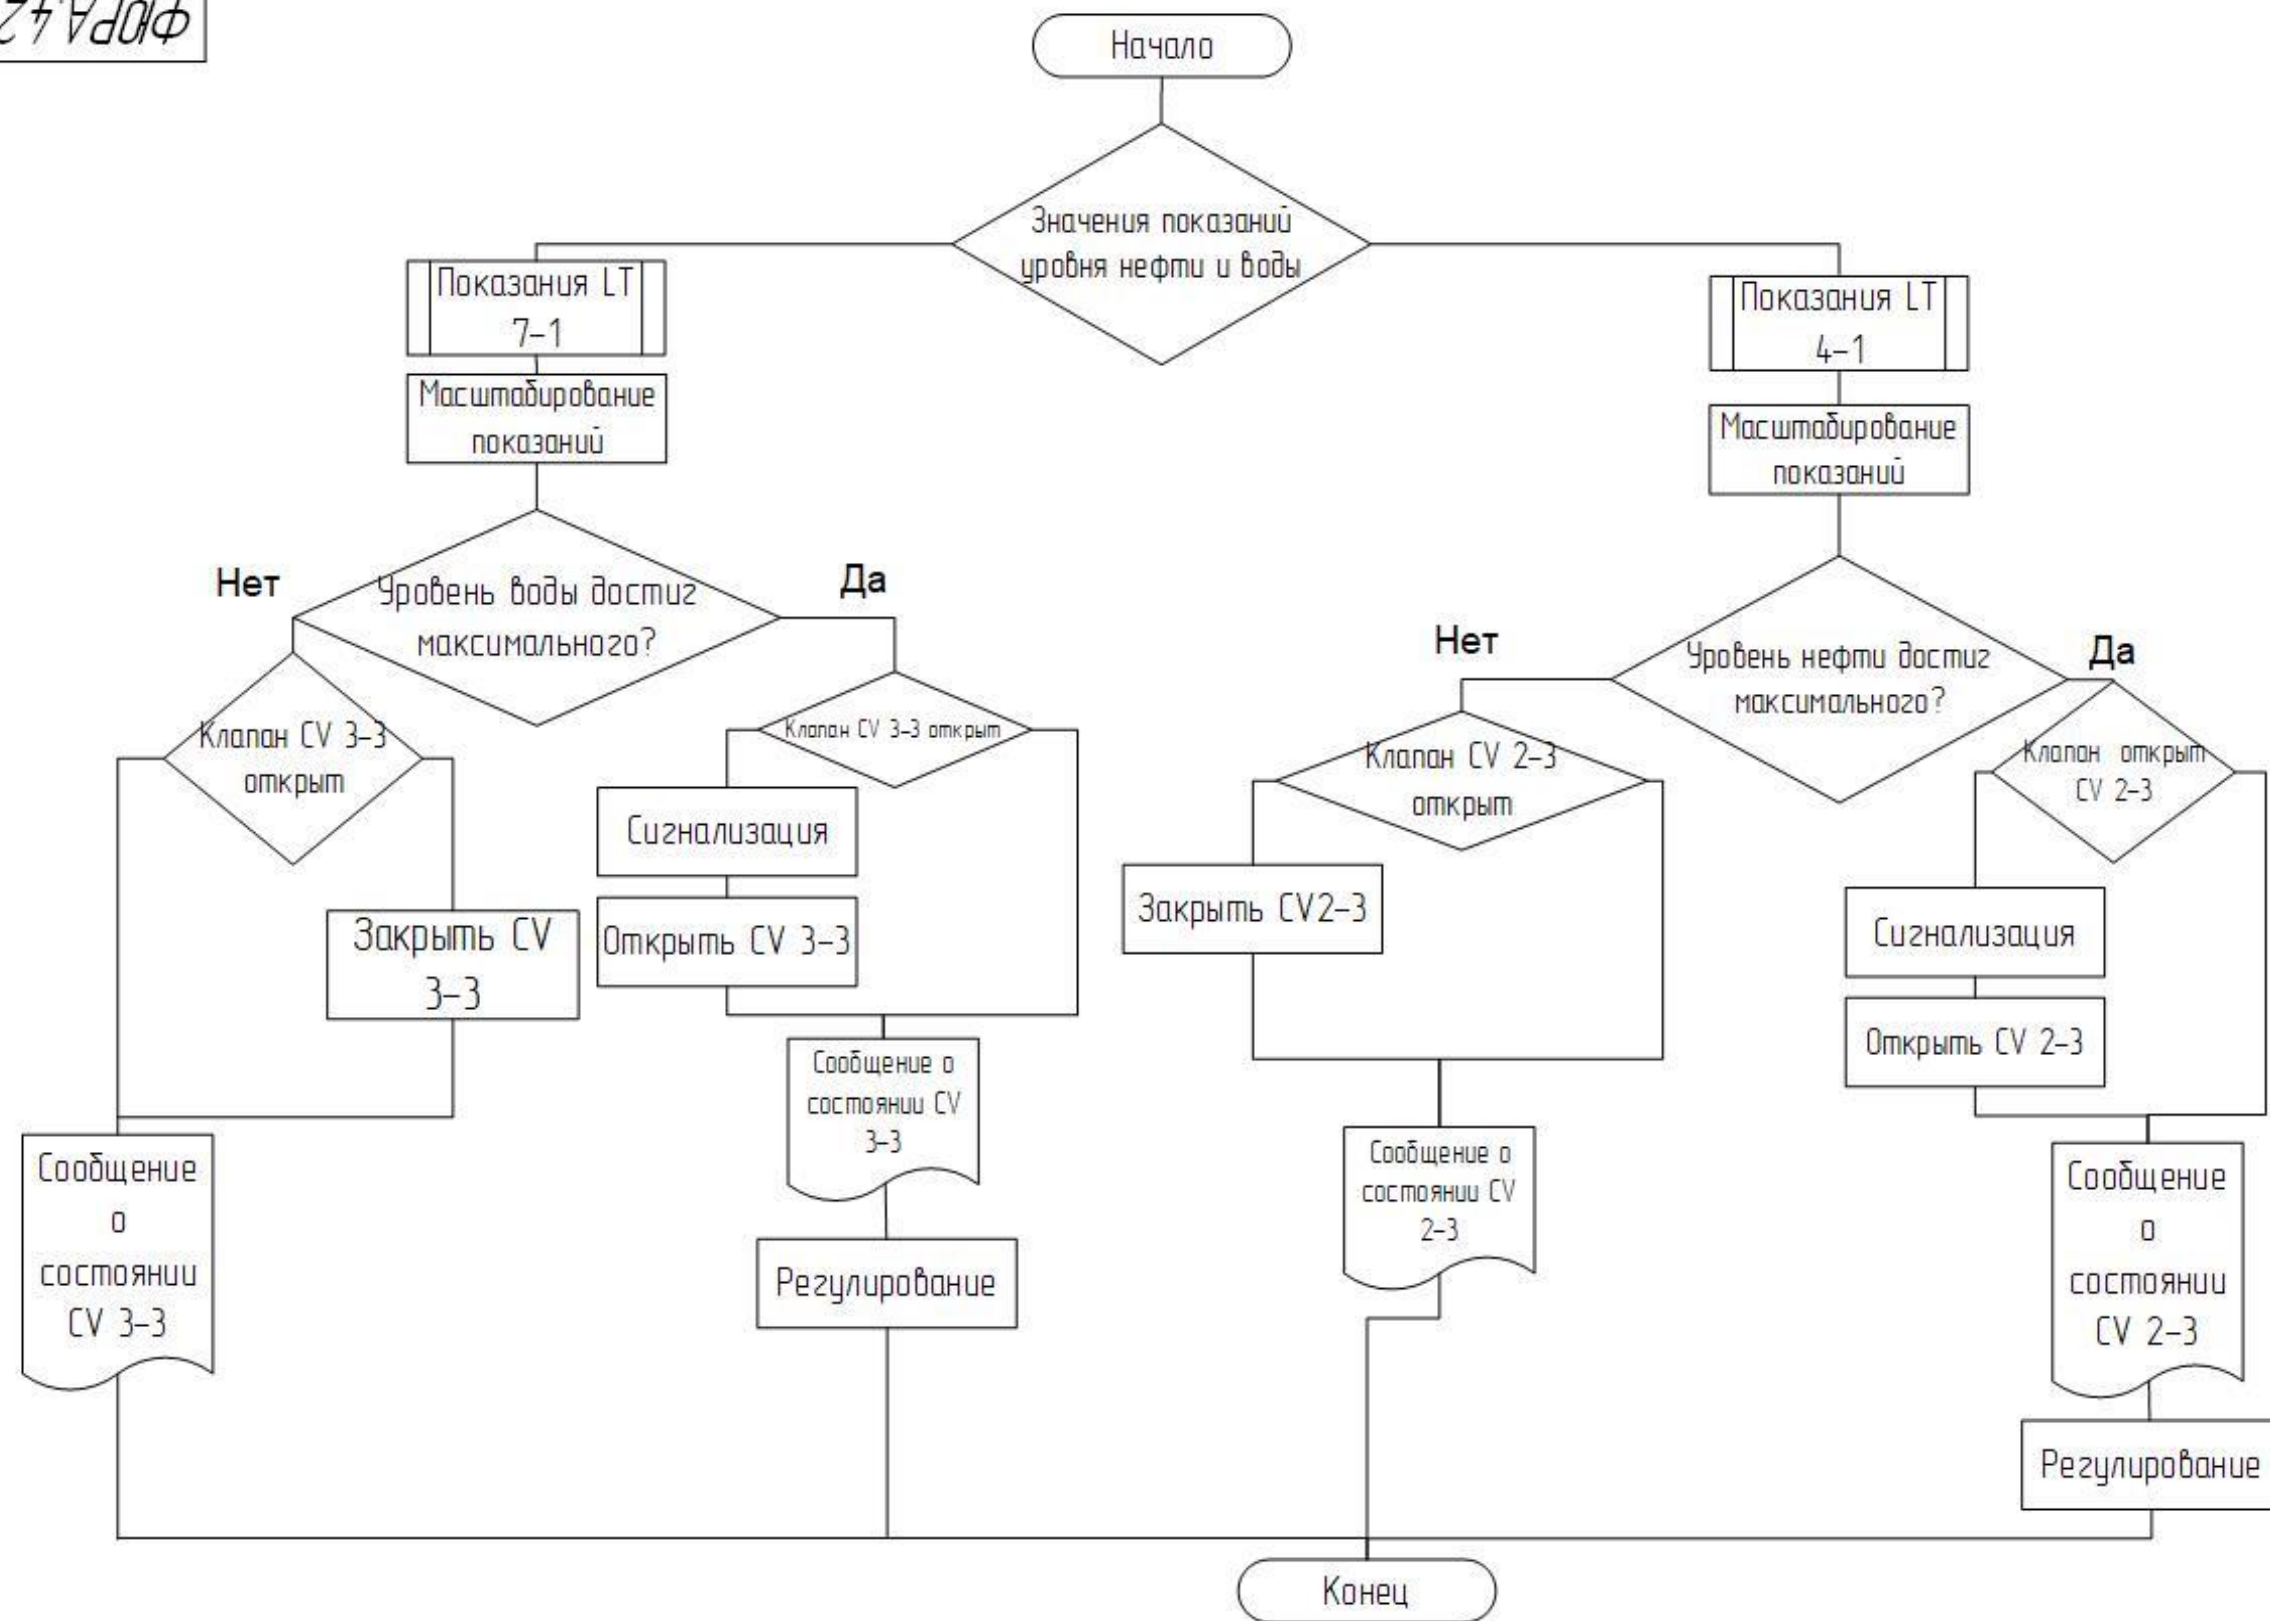 ФЮРА.42
Начало
Значения показаний
уровня нефти и воды
Показания LT
7-1
Масштабирование
показаний
Показания LT
4-1
Масштабирование
показаний
Нет
Уровень воды достиг
максимального?
Да
Нет
Уровень нефти достиг
максимального?
Да
Клапан CV 3-3
открыт
Клапан CV 3-3 открыт
Клапан CV 2-3
открыт
Клапан открыт
CV 2-3
Сигнализация
Закрыть CV2-3
Закрыть CV
3-3
Открыть CV 3-3
Сигнализация
Открыть CV 2-3
Сообщение о
состоянии CV
3-3
Сообщение
о
состоянии
CV 3-3
Сообщение о
состоянии CV
2-3
Сообщение
о
состоянии
CV 2-3
Регулирование
Регулирование
Конец